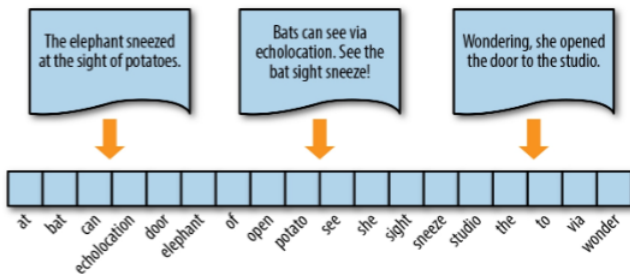 The elephant sneezed
at the sight of potatoes.
Bats can see via
echolocation. See the
bat sight sneeze!
Wondering, she opened
the door to the studio.
at
bat
can
echolocation
door
elephant
of
open
potato
see
she
sight
sneeze
studio
the
to
via
wonder